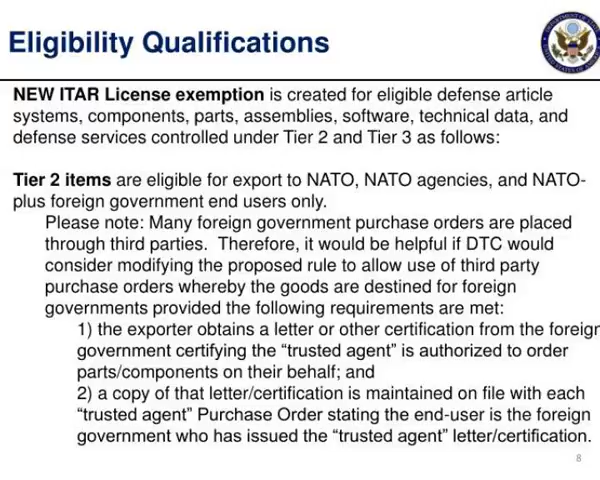 Eligibility Qualifications
NEW ITAR License exemption is created for eligible defense article
systems, components, parts, assemblies, software, technical data, and
defense services controlled under Tier 2 and Tier 3 as follows:
Tier 2 items are eligible for export to NATO, NATO agencies, and NATO-
plus foreign government end users only.
Please note: Many foreign government purchase orders are placed
through third parties. Therefore, it would be helpful if DTC would
consider modifying the proposed rule to allow use of third party
purchase orders whereby the goods are destined for foreign
governments provided the following requirements are met:
1) the exporter obtains a letter or other certification from the foreign
government certifying the “trusted agent” is authorized to order
parts/components on their behalf; and
2) a copy of that letter/certification is maintained on file with each
“trusted agent” Purchase Order stating the end-user is the foreign
government who has issued the “trusted agent” letter/certification.
8